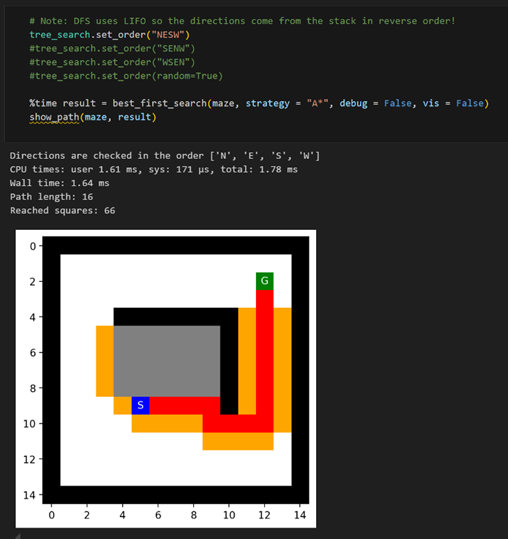 # Note: DFS uses LIFO so the directions come from the stack in reverse order!
tree_search.set_order("NESW")
#tree_search.set_order("SENW")
#tree_search.set_order("WSEN")
#tree_search.set_order(random=True)
%time result = best_first_search(maze, strategy = "A*", debug = False, vis = False)
show_path(maze, result)
Directions are checked in the order ['N', 'E', 'S', 'W']
CPU times: user 1.61 ms, sys: 171 µs, total: 1.78 ms
Wall time: 1.64 ms
Path length: 16
Reached squares: 66
0
2
G
4
6
8
S
10
12
14
0 2 4 6 8 10 12 14